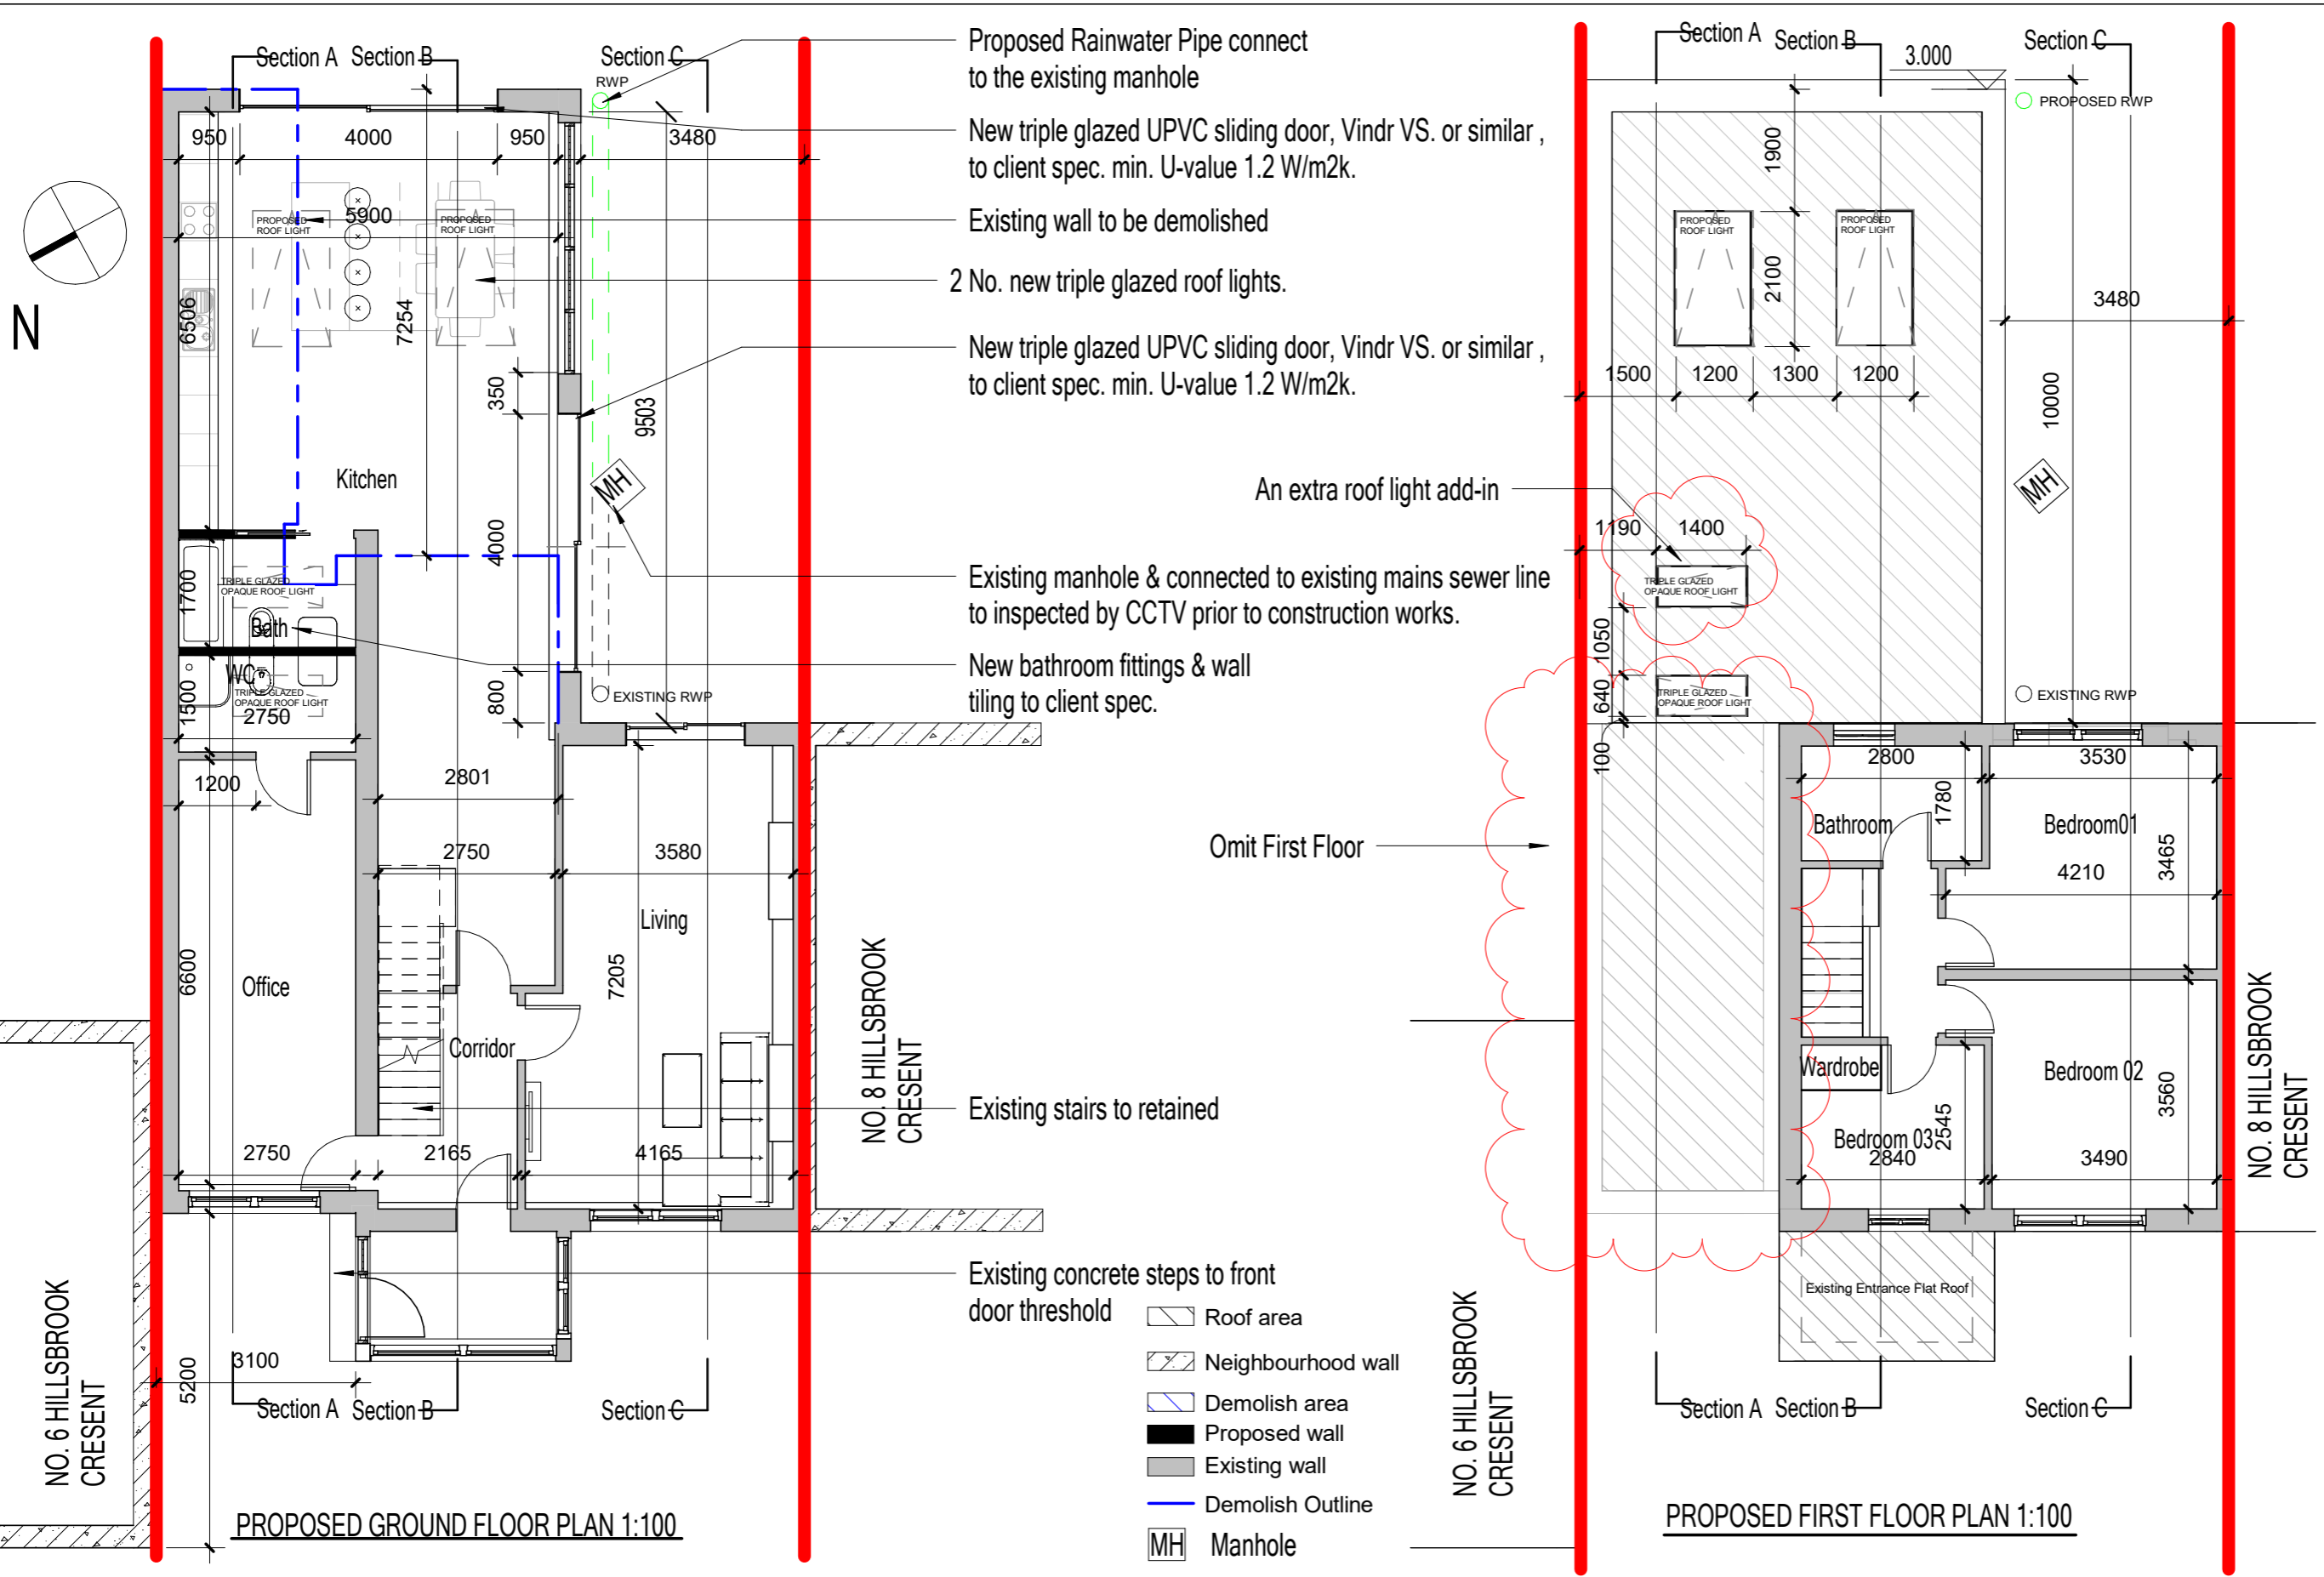 Section A
Section B
Section C
RWP
950
4000
950
3480
PROPOSED
ROOF LIGHT
5900
PROPOSED
ROOF LIGHT
N
6506
7254
350
9503
Kitchen
MH
4000
1700
TRIPLE GLAZED
OPAQUE ROOF LIGHT
Bath
WC
TRIPLE GLAZED
OPAQUE ROOF LIGHT
1500
2750
800
EXISTING RWP
1200
2801
2750
3580
Living
6600
Office
7205
Corridor
2750
2165
4165
NO. 8 HILLSBROOK
CRESENT
NO. 6 HILLSBROOK
CRESENT
5200
3100
Section A
Section B
Section C
PROPOSED GROUND FLOOR PLAN 1:100
Proposed Rainwater Pipe connect
to the existing manhole
New triple glazed UPVC sliding door, Vindr VS. or similar ,
to client spec. min. U-value 1.2 W/m2k.
Existing wall to be demolished
2 No. new triple glazed roof lights.
New triple glazed UPVC sliding door, Vindr VS. or similar ,
to client spec. min. U-value 1.2 W/m2k.
An extra roof light add-in
Existing manhole & connected to existing mains sewer line
to inspected by CCTV prior to construction works.
New bathroom fittings & wall
tiling to client spec.
Omit First Floor
Existing stairs to retained
Existing concrete steps to front
door threshold
Roof area
Neighbourhood wall
Demolish area
Proposed wall
Existing wall
Demolish Outline
MH Manhole
Section A
Section B
3.000
Section C
PROPOSED RWP
1900
PROPOSED
ROOF LIGHT
PROPOSED
ROOF LIGHT
2100
3480
1500
1200
1300
1200
10000
MH
1190
1400
TRIPLE GLAZED
OPAQUE ROOF LIGHT
1050
640
TRIPLE GLAZED
OPAQUE ROOF LIGHT
EXISTING RWP
100
2800
3530
1780
Bathroom
Bedroom01
3465
4210
Wardrobe
Bedroom 02
3560
2545
Bedroom 03
2840
3490
NO. 8 HILLSBROOK
CRESENT
Existing Entrance Flat Roof
NO. 6 HILLSBROOK
CRESENT
Section A
Section B
Section C
PROPOSED FIRST FLOOR PLAN 1:100